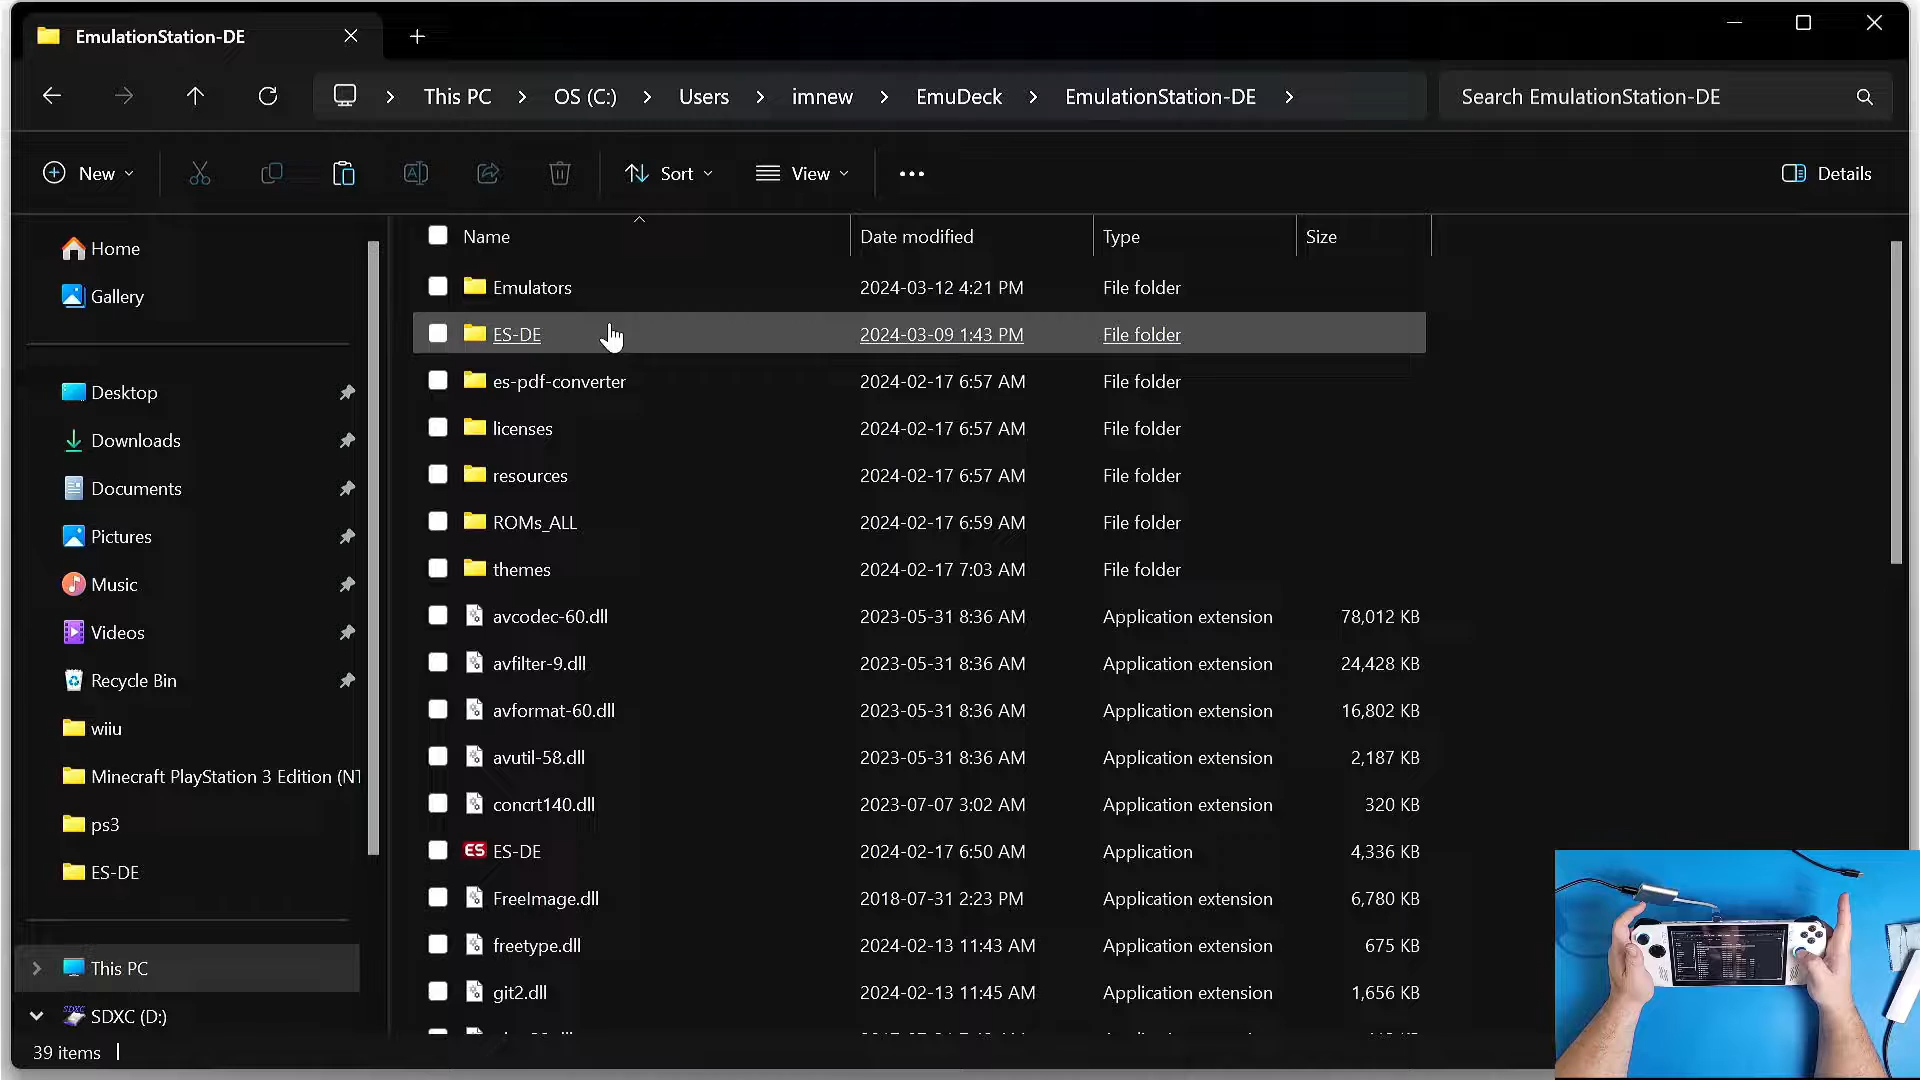 EmulationStation-DE
This PC > OS (C:) > Users > imnew > EmuDeck > EmulationStation-DE >
Search EmulationStation-DE
New
Sort
View
Details
Home
Gallery
Desktop
Downloads
Documents
Pictures
Music
Videos
Recycle Bin
wiiu
Minecraft PlayStation 3 Edition (NT
ps3
ES-DE
This PC
SDXC
SDXC (D:)
Name Date modified Type Size
Emulators 2024-03-12 4:21 PM File folder
ES-DE 2024-03-09 1:43 PM File folder
es-pdf-converter 2024-02-17 6:57 AM File folder
licenses 2024-02-17 6:57 AM File folder
resources 2024-02-17 6:57 AM File folder
ROMs_ALL 2024-02-17 6:59 AM File folder
themes 2024-02-17 7:03 AM File folder
avcodec-60.dll 2023-05-31 8:36 AM Application extension 78,012 KB
avfilter-9.dll 2023-05-31 8:36 AM Application extension 24,428 KB
avformat-60.dll 2023-05-31 8:36 AM Application extension 16,802 KB
avutil-58.dll 2023-05-31 8:36 AM Application extension 2,187 KB
concrt140.dll 2023-07-07 3:02 AM Application extension 320 KB
ES ES-DE 2024-02-17 6:50 AM Application 4,336 KB
FreeImage.dll 2018-07-31 2:23 PM Application extension 6,780 KB
freetype.dll 2024-02-13 11:43 AM Application extension 675 KB
git2.dll 2024-02-13 11:45 AM Application extension 1,656 KB
39 items